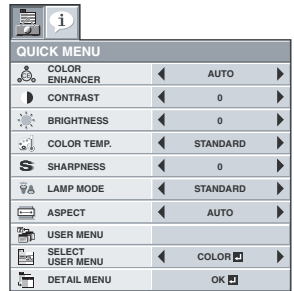 QUICK MENU
COLOR ENHANCER AUTO
CONTRAST 0
BRIGHTNESS 0
COLOR TEMP. STANDARD
SHARPNESS 0
LAMP MODE STANDARD
ASPECT AUTO
USER MENU
SELECT USER MENU COLOR
DETAIL MENU OK